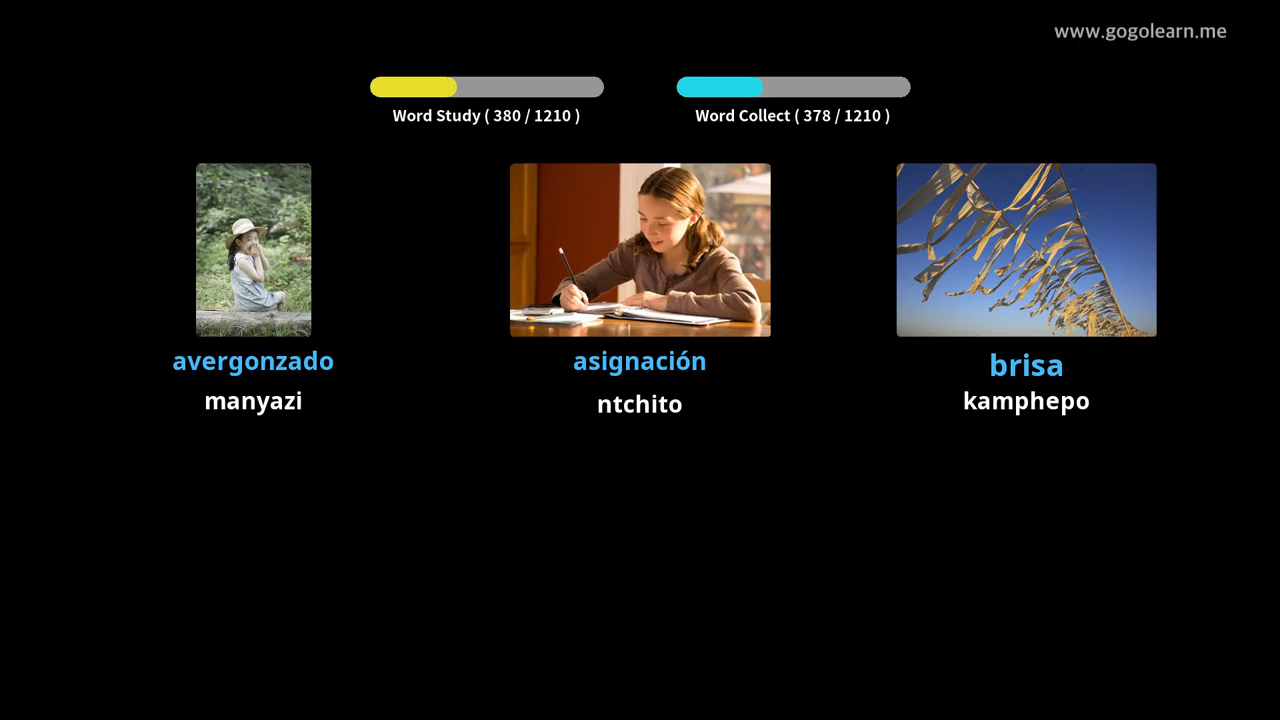 www.gogolearn.me
Word Study ( 380 / 1210 )
Word Collect ( 378 / 1210 )
avergonzado
manyazi
asignación
ntchito
brisa
kamphepo